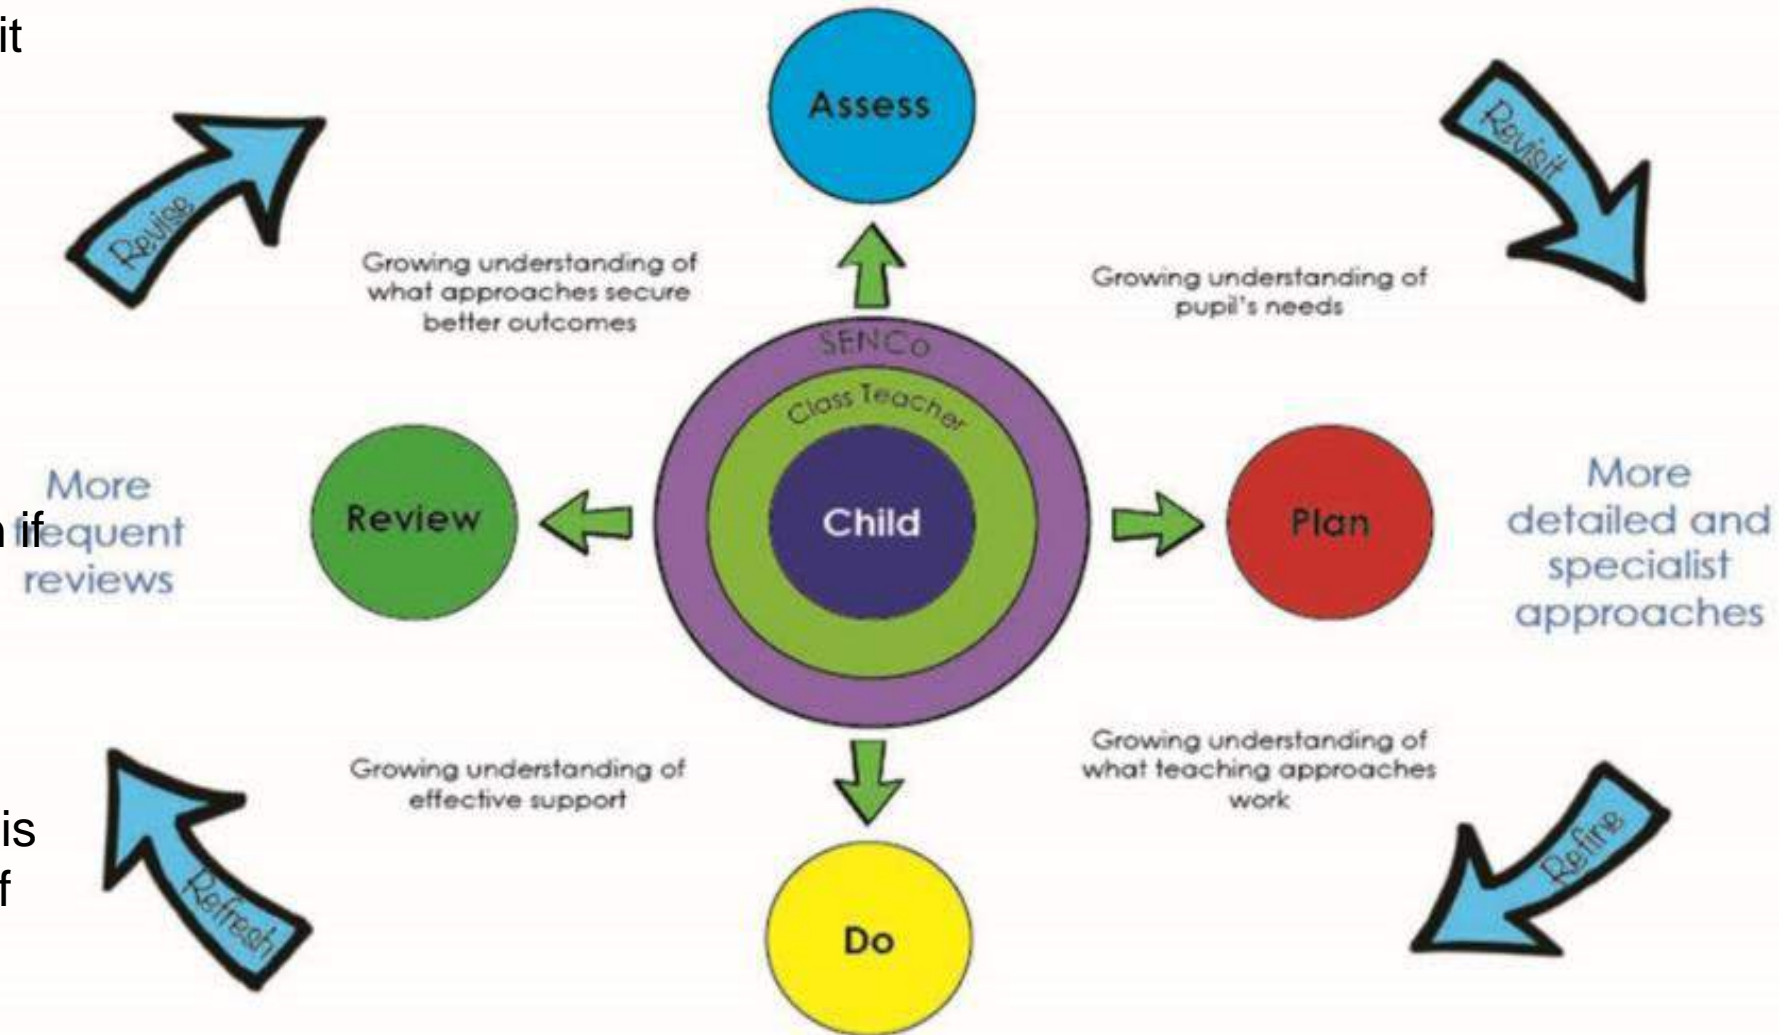 it
Assess
Revise
Revisit
Growing understanding of
what approaches secure
better outcomes
Growing understanding of
pupil's needs
SENCo
Class Teacher
Child
Review
Plan
More
frequent
reviews
if
More
detailed and
specialist
approaches
Growing understanding of
effective support
Growing understanding of
what teaching approaches
work
is
f
Refresh
Refine
Do